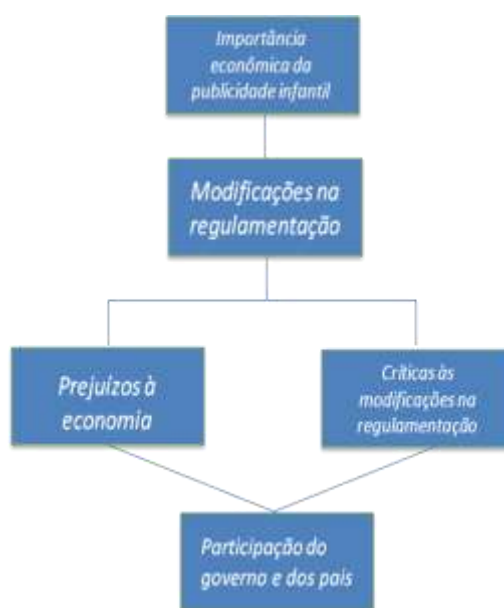 Importância
econômica da
publicidade infantil
Modificações na
regulamentação
Prejuízos à
economia
Críticas às
modificações na
regulamentação
Participação do
governo e dos pais